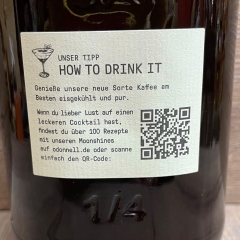 UNSER TIPP
HOW TO DRINK IT
Genieße unsere neue Sorte Kaffee am
Besten eisgekühlt und pur.
Wenn du lieber Lust auf einen
leckeren Cocktail hast,
findest du über 100 Rezepte
mit unseren Moonshines
auf odonnell.de oder scanne
einfach den QR-Code:
1/4